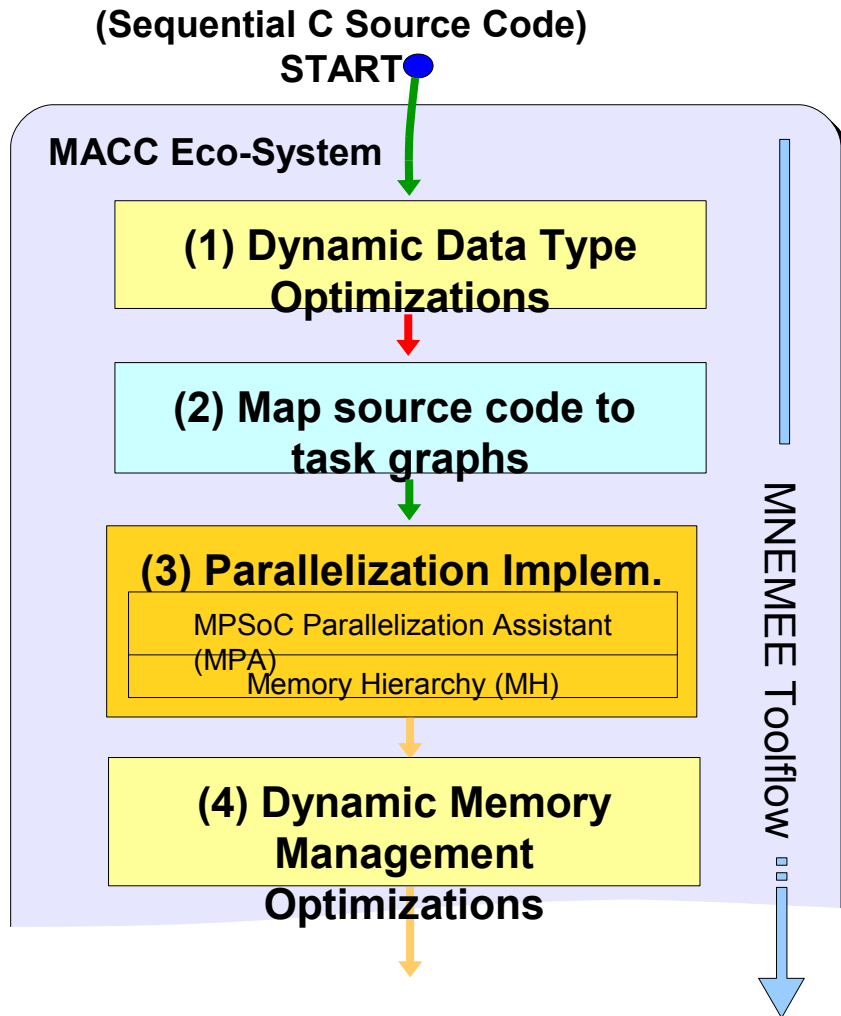 (Sequential C Source Code)
START
MACC Eco-System
(1) Dynamic Data Type
Optimizations
(2) Map source code to
task graphs
(3) Parallelization Implem.
MPSoC Parallelization Assistant
(MPA)
Memory Hierarchy (MH)
(4) Dynamic Memory
Management
Optimizations
MNEMEE Toolflow